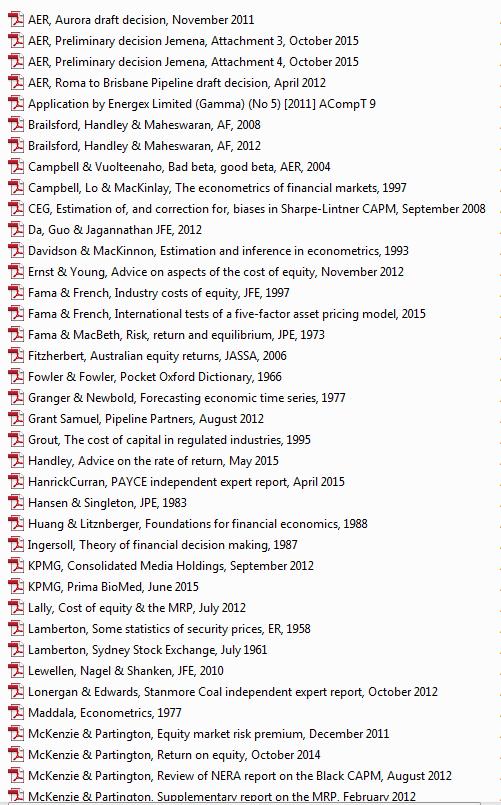 AER, Aurora draft decision, November 2011
AER, Preliminary decision Jemena, Attachment 3, October 2015
AER, Preliminary decision Jemena, Attachment 4, October 2015
AER, Roma to Brisbane Pipeline draft decision, April 2012
Application by Energex Limited (Gamma) (No 5) [2011] ACompT 9
Brailsford, Handley & Maheswaran, AF, 2008
Brailsford, Handley & Maheswaran, AF, 2012
Campbell & Vuolteenaho, Bad beta, good beta, AER, 2004
Campbell, Lo & MacKinlay, The econometrics of financial markets, 1997
CEG, Estimation of, and correction for, biases in Sharpe-Lintner CAPM, September 2008
Da, Guo & Jagannathan JFE, 2012
Davidson & MacKinnon, Estimation and inference in econometrics, 1993
Ernst & Young, Advice on aspects of the cost of equity, November 2012
Fama & French, Industry costs of equity, JFE, 1997
Fama & French, International tests of a five-factor asset pricing model, 2015
Fama & MacBeth, Risk, return and equilibrium, JPE, 1973
Fitzherbert, Australian equity returns, JASSA, 2006
Fowler & Fowler, Pocket Oxford Dictionary, 1966
Granger & Newbold, Forecasting economic time series, 1977
Grant Samuel, Pipeline Partners, August 2012
Grout, The cost of capital in regulated industries, 1995
Handley, Advice on the rate of return, May 2015
HanrickCurran, PAYCE independent expert report, April 2015
Hansen & Singleton, JPE, 1983
Huang & Litznberger, Foundations for financial economics, 1988
Ingersoll, Theory of financial decision making, 1987
KPMG, Consolidated Media Holdings, September 2012
KPMG, Prima BioMed, June 2015
Lally, Cost of equity & the MRP, July 2012
Lamberton, Some statistics of security prices, ER, 1958
Lamberton, Sydney Stock Exchange, July 1961
Lewellen, Nagel & Shanken, JFE, 2010
Lonergan & Edwards, Stanmore Coal independent expert report, October 2012
Maddala, Econometrics, 1977
McKenzie & Partington, Equity market risk premium, December 2011
McKenzie & Partington, Return on equity, October 2014
McKenzie & Partington, Review of NERA report on the Black CAPM, August 2012
McKenzie & Partington, Supplementary report on the MRP, February 2012